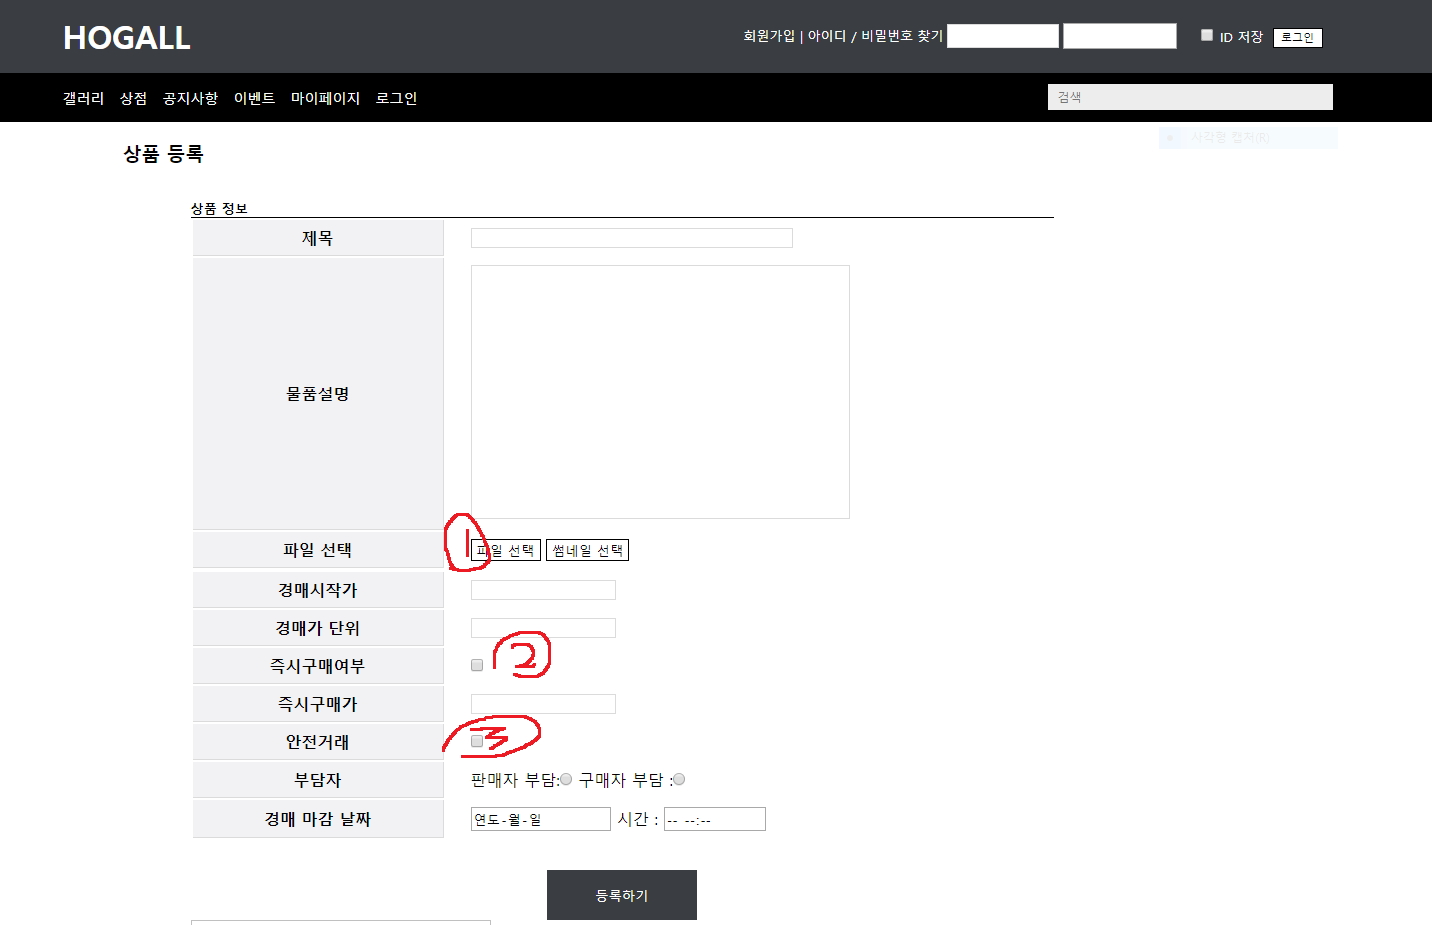 HOGALL
회원가입 | 아이디 / 비밀번호 찾기 ID 저장 로그인
갤러리 상점 공지사항 이벤트 마이페이지 로그인 검색
사각형 캡처(R)
상품 등록
상품 정보
제목
물품설명
파일 선택 1 파일 선택 썸네일 선택
경매시작가
경매가 단위
즉시구매여부 2
즉시구매가
안전거래 3
부담자 판매자 부담: 구매자 부담 :
경매 마감 날짜 연도-월-일 시간 : -- --:--
등록하기